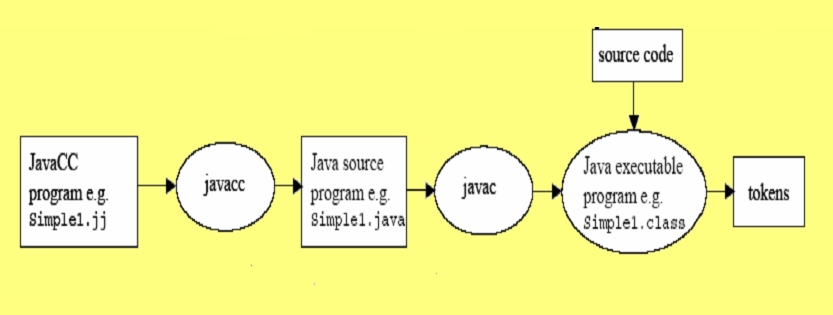 source code
JavaCC
program e.g.
Simple1.jj
javacc
Java source
program e.g.
Simple1.java
javac
Java executable
program e.g.
Simple1.class
tokens